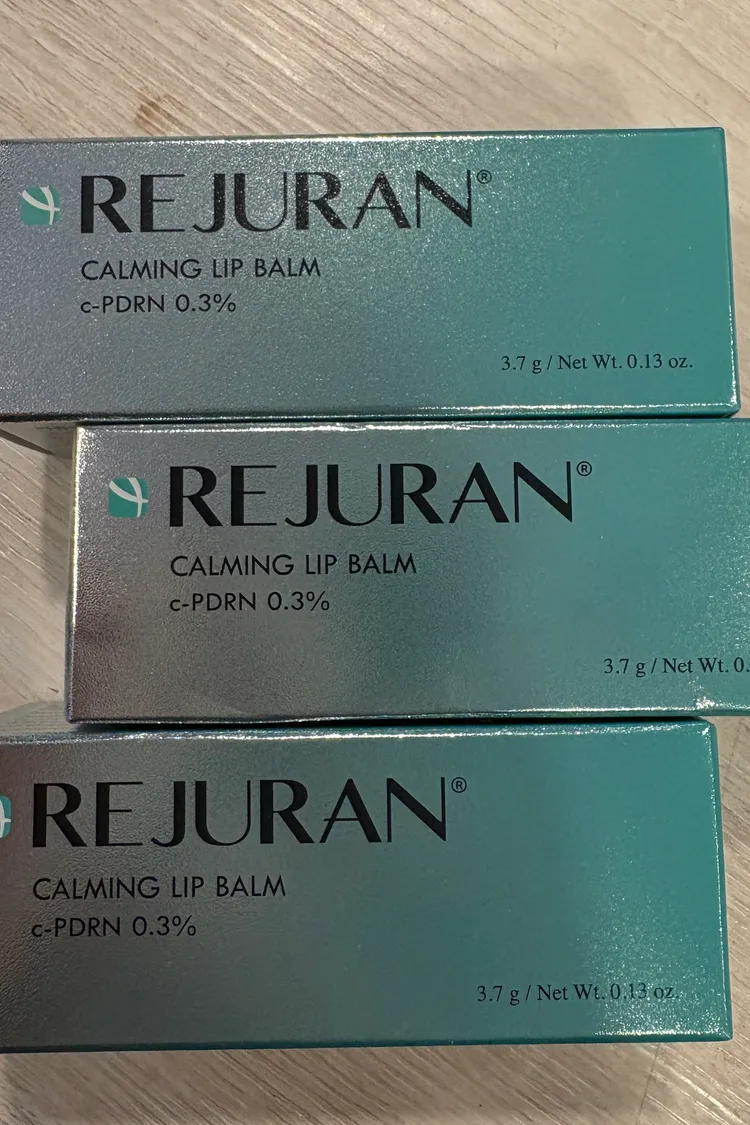 REJURAN®
CALMING LIP BALM
c-PDRN 0.3%
3.7 g / Net Wt. 0.13 oz.
REJURAN®
CALMING LIP BALM
c-PDRN 0.3%
3.7 g / Net Wt. 0.
REJURAN®
CALMING LIP BALM
c-PDRN 0.3%
3.7 g / Net Wt. 0.13 oz.